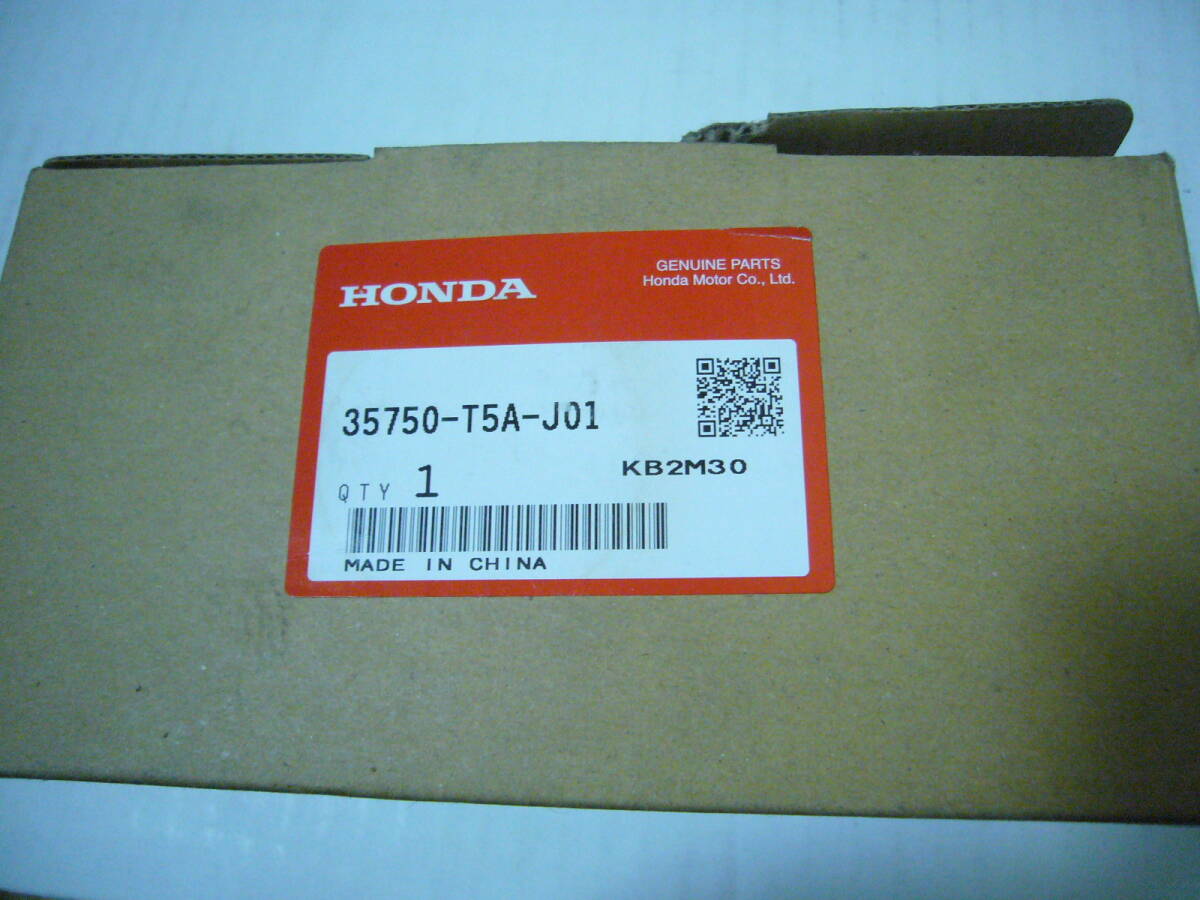 HONDA
GENUINE PARTS
Honda Motor Co., Ltd.
35750-T5A-J01
KB2M30
QTY 1
MADE IN CHINA